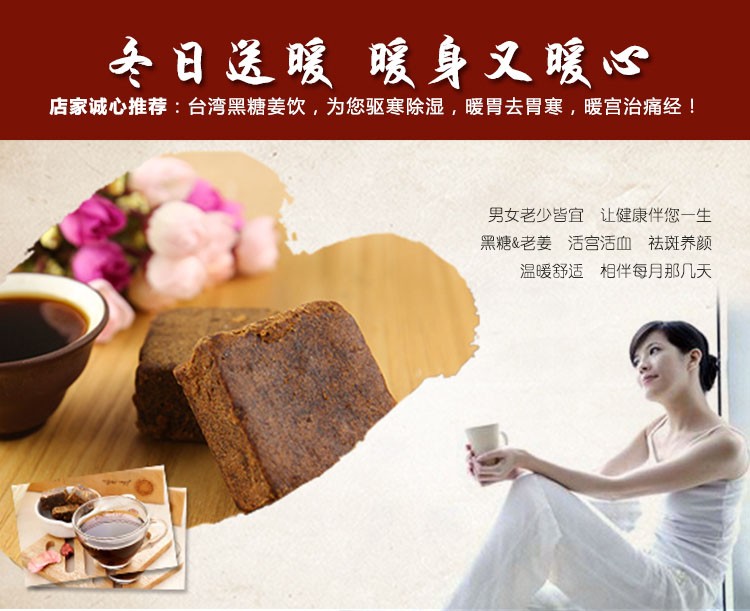 冬日送暖 暖身又暖心
店家诚心推荐：台湾黑糖姜饮，为您驱寒除湿，暖胃去胃寒，暖宫治痛经！
男女老少皆宜 让健康伴您一生
黑糖&老姜 活宫活血 祛斑养颜
温暖舒适 相伴每月那几天